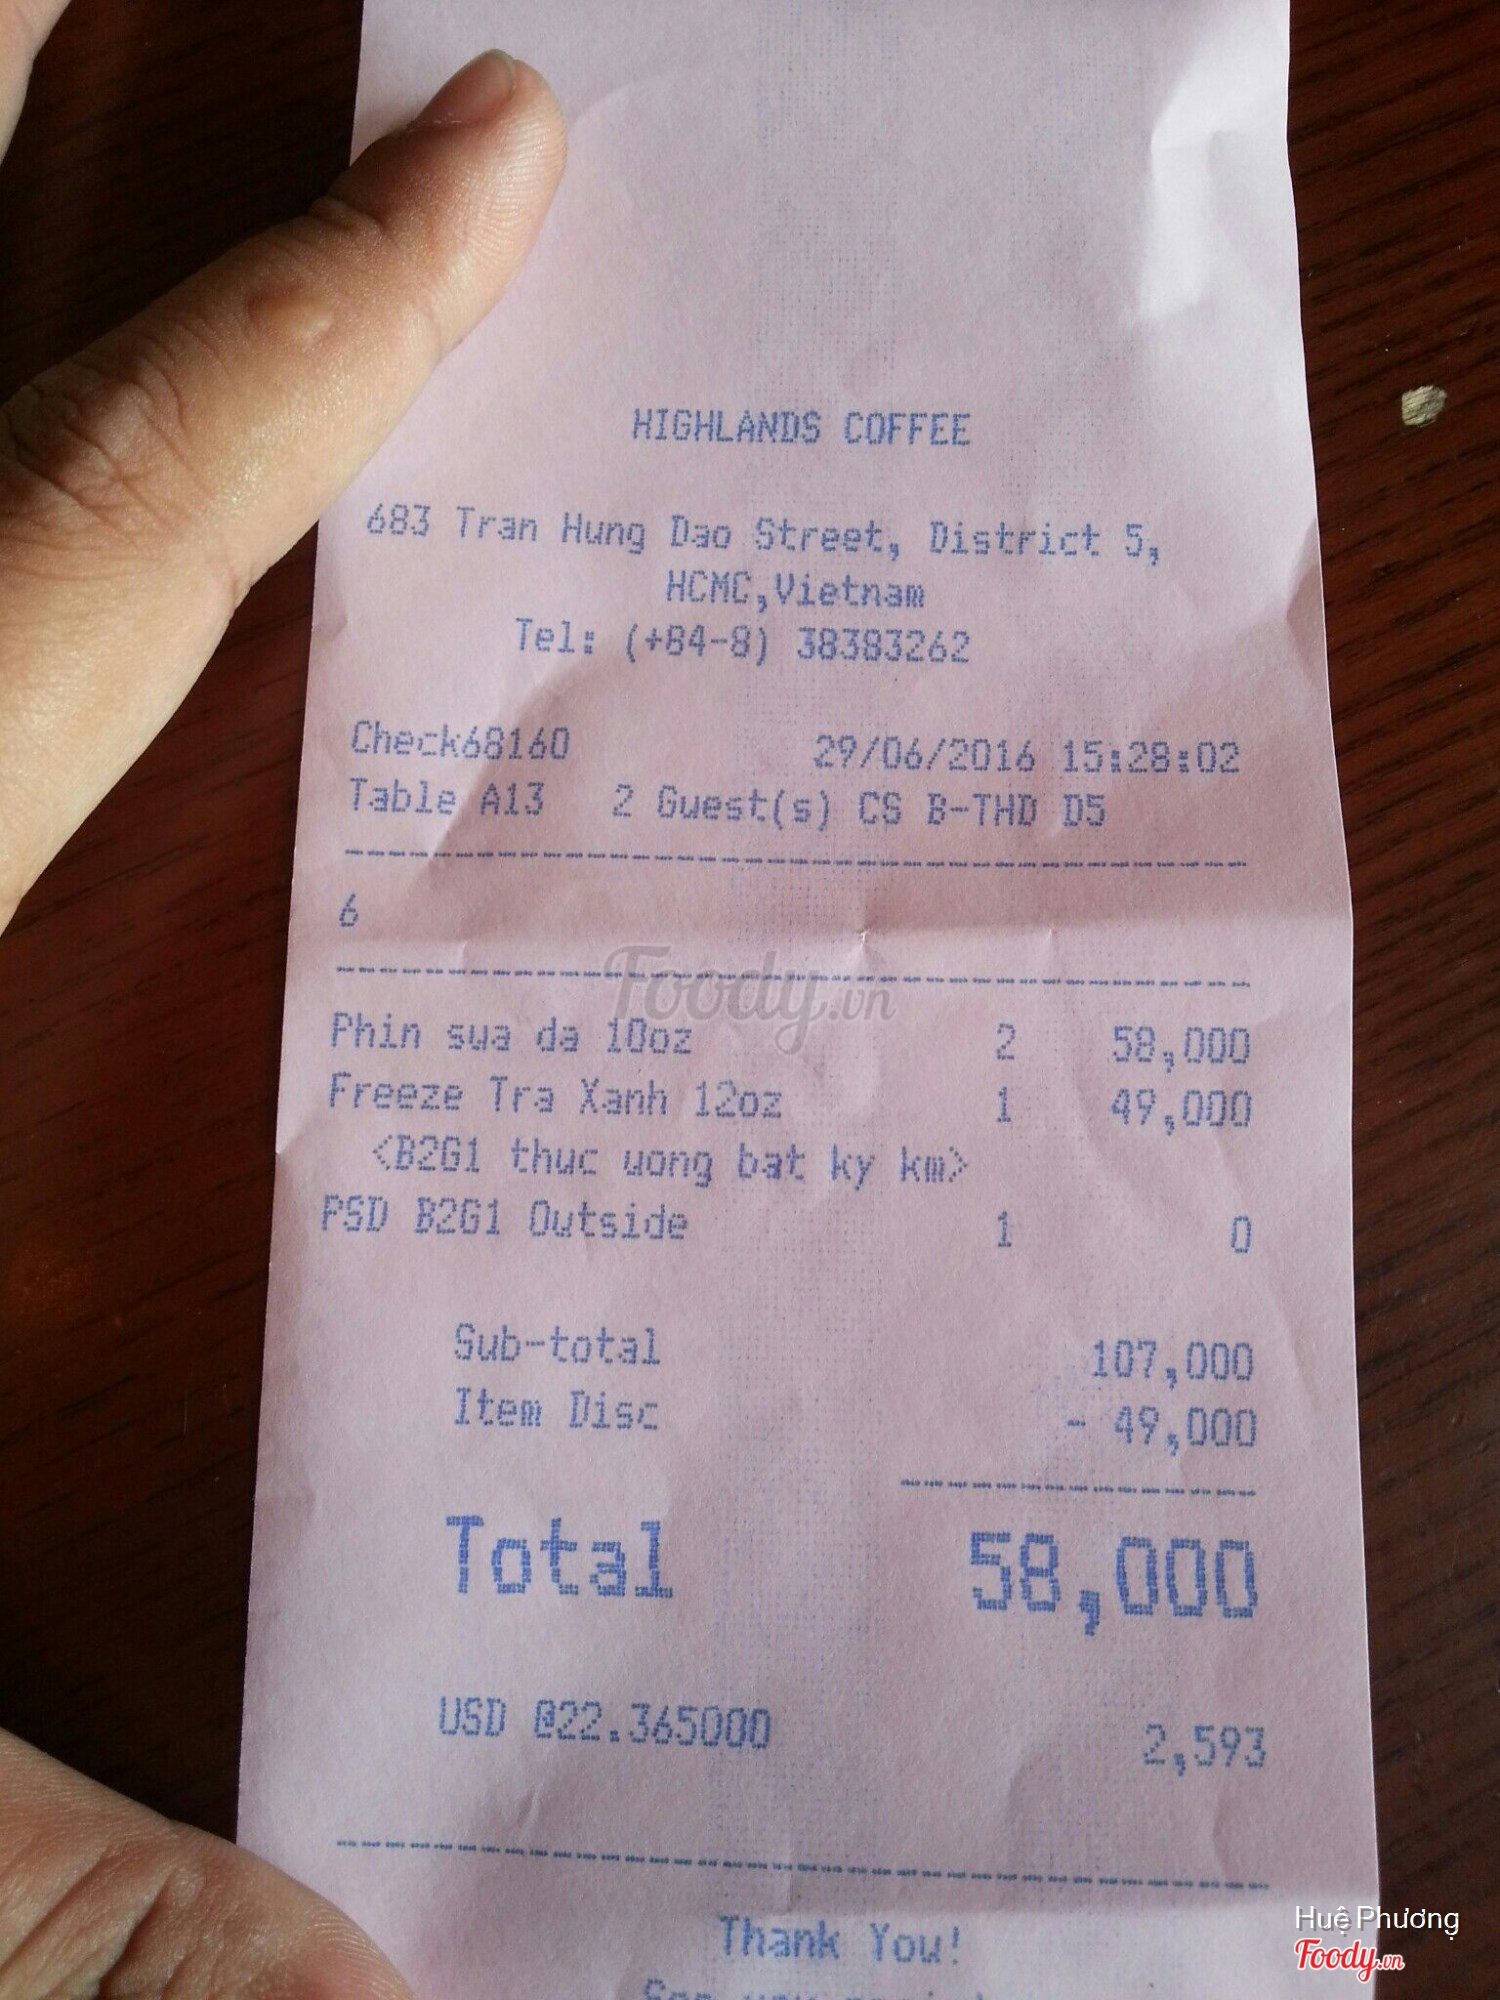 HIGHLANDS COFFEE
683 Tran Hung Dao Street, District 5,
HCMC,Vietnam
Tel: (+84-8) 38383262
Check68160 29/06/2016 15:28:02
Table A13 2 Guest(s) CS B-THD D5
6
Foody.vn
Phin sua da 10oz 2 58,000
Freeze Tra Xanh 12oz 1 49,000
<B2G1 thuc uong bat ky km>
PSD B2G1 Outside 1 0
Sub-total 107,000
Item Disc - 49,000
Total 58,000
USD @22.365000 2,593
Thank You!
Huệ Phương
Foody.vn